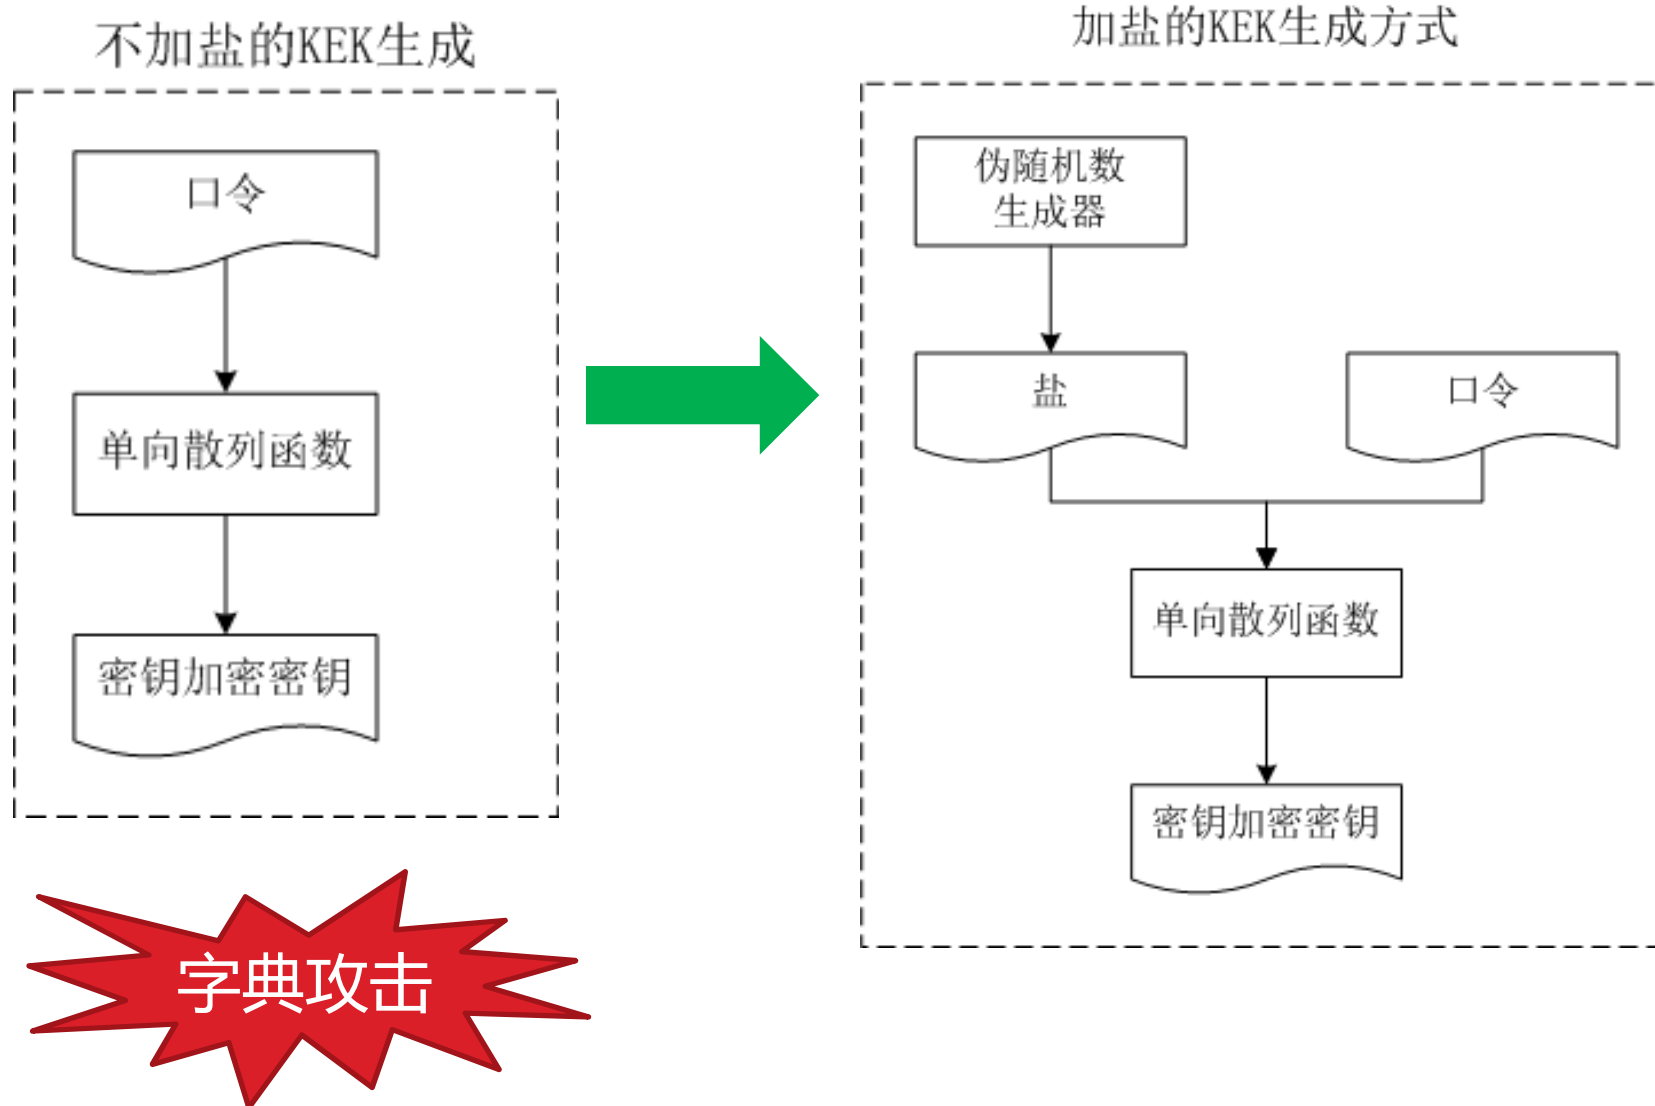 不加盐的KEK生成
口令
单向散列函数
密钥加密密钥
字典攻击
加盐的KEK生成方式
伪随机数
生成器
盐
口令
单向散列函数
密钥加密密钥